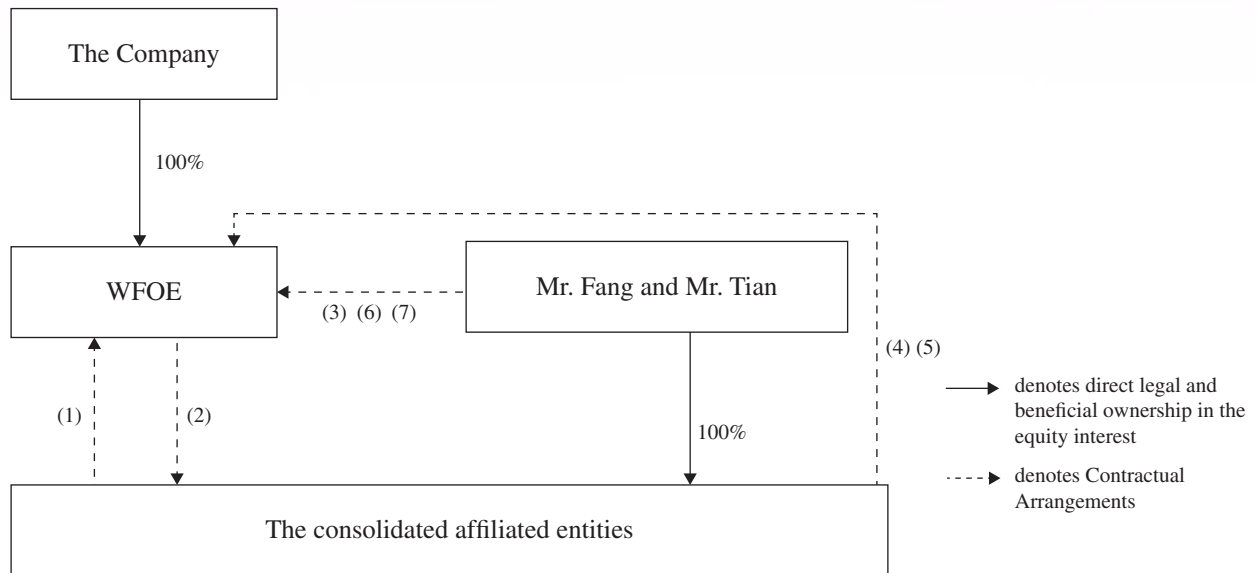 The Company
100%
WFOE
Mr. Fang and Mr. Tian
(3) (6) (7)
(4) (5)
(1)
(2)
100%
The consolidated affiliated entities
denotes direct legal and
beneficial ownership in the
equity interest
denotes Contractual
Arrangements